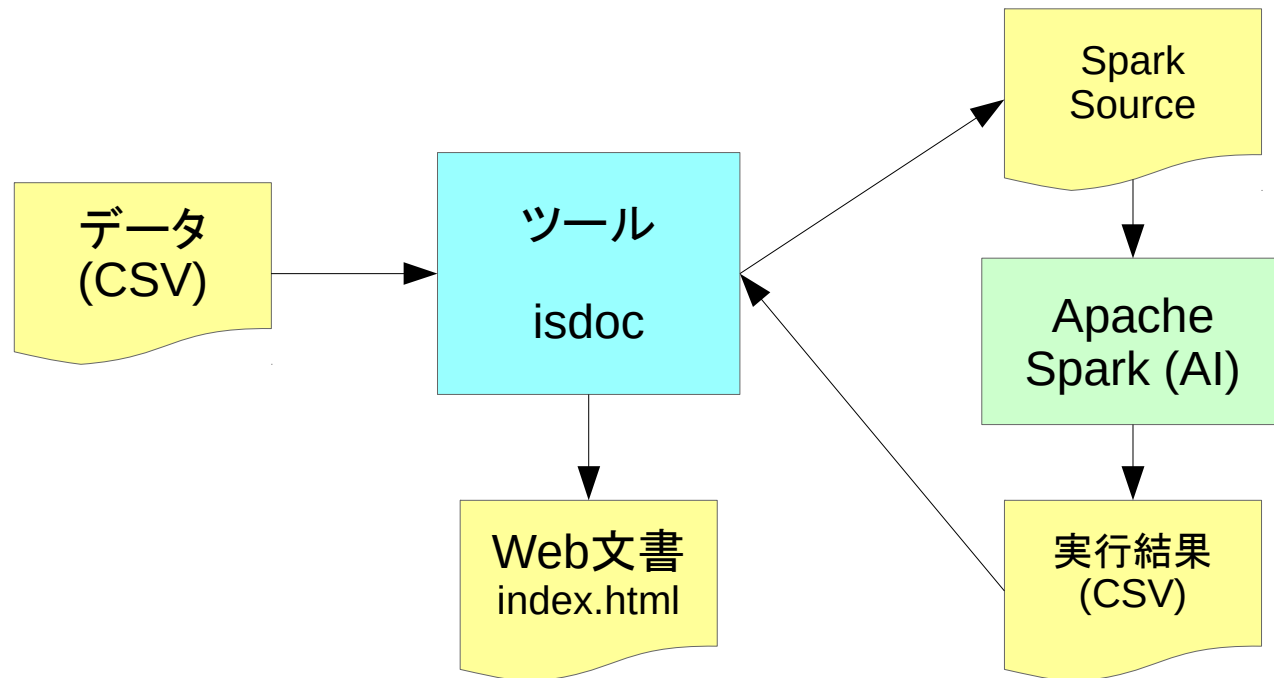 データ
(CSV)
ツール
isdoc
Web文書
index.html
Spark
Source
Apache
Spark (AI)
実行結果
(CSV)